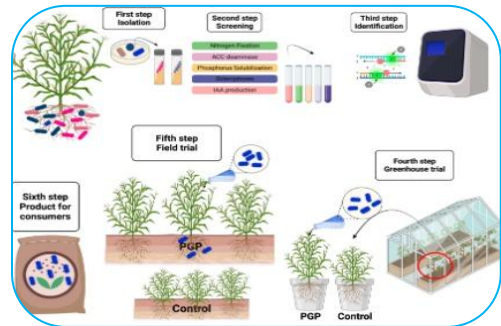 First step
Isolation
Second step
Screening
Nitrogen Fixation
ACC deaminase
Phosphorus Solubilization
Siderophores
IAA production
Third step
Identification
Fifth step
Field trial
PGP
Control
Fourth step
Greenhouse trial
PGP Control
Sixth step
Product for
consumers